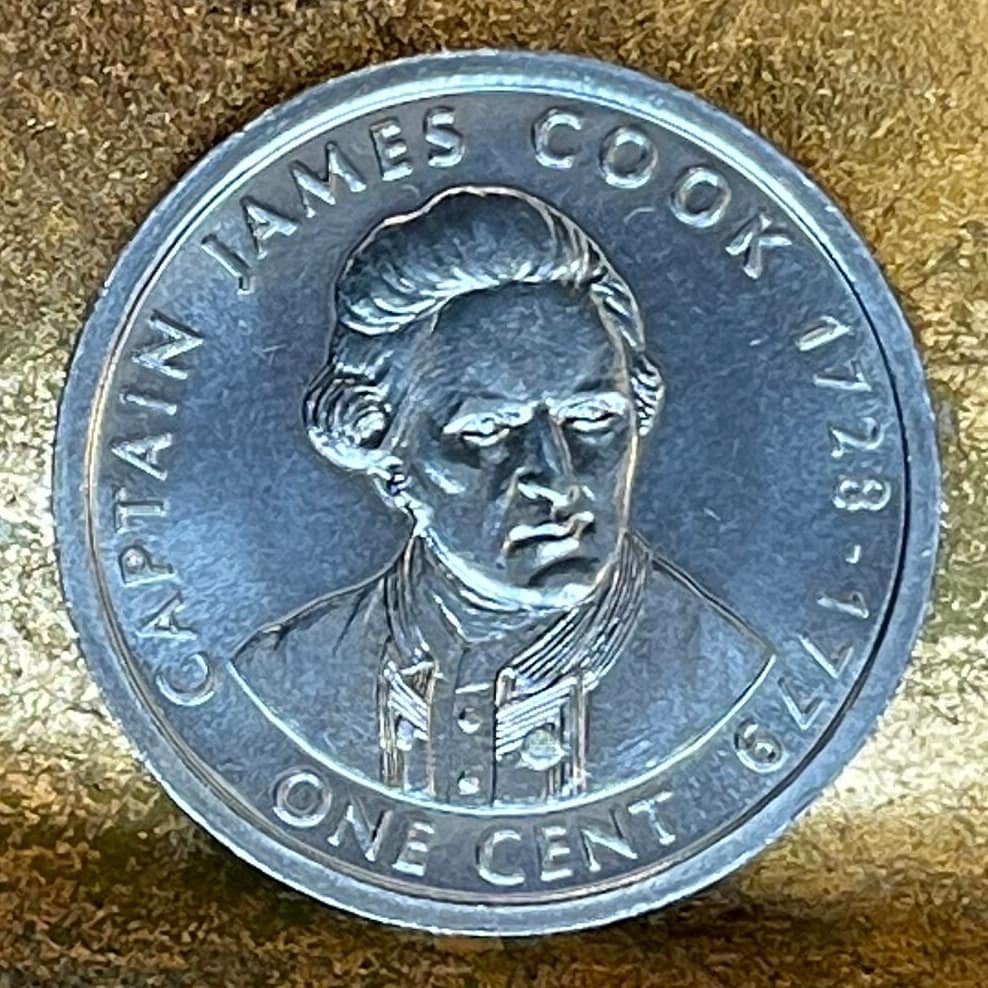 CAPTAIN JAMES COOK 1728-1779
ONE CENT